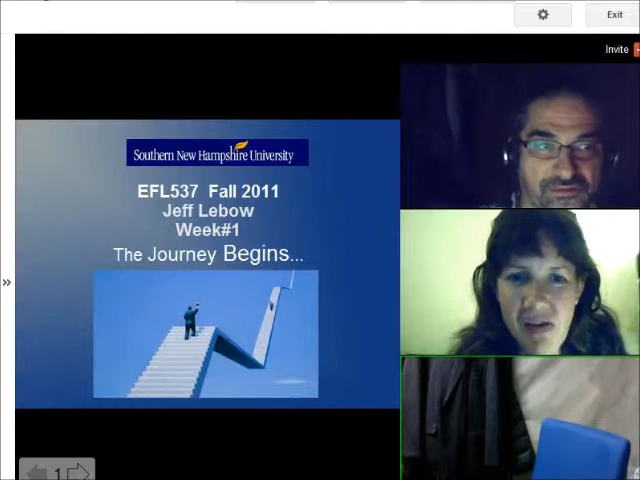 Exit
Invite
Southern New Hampshire University
EFL537 Fall 2011
Jeff Lebow
Week#1
The Journey Begins...
»
1